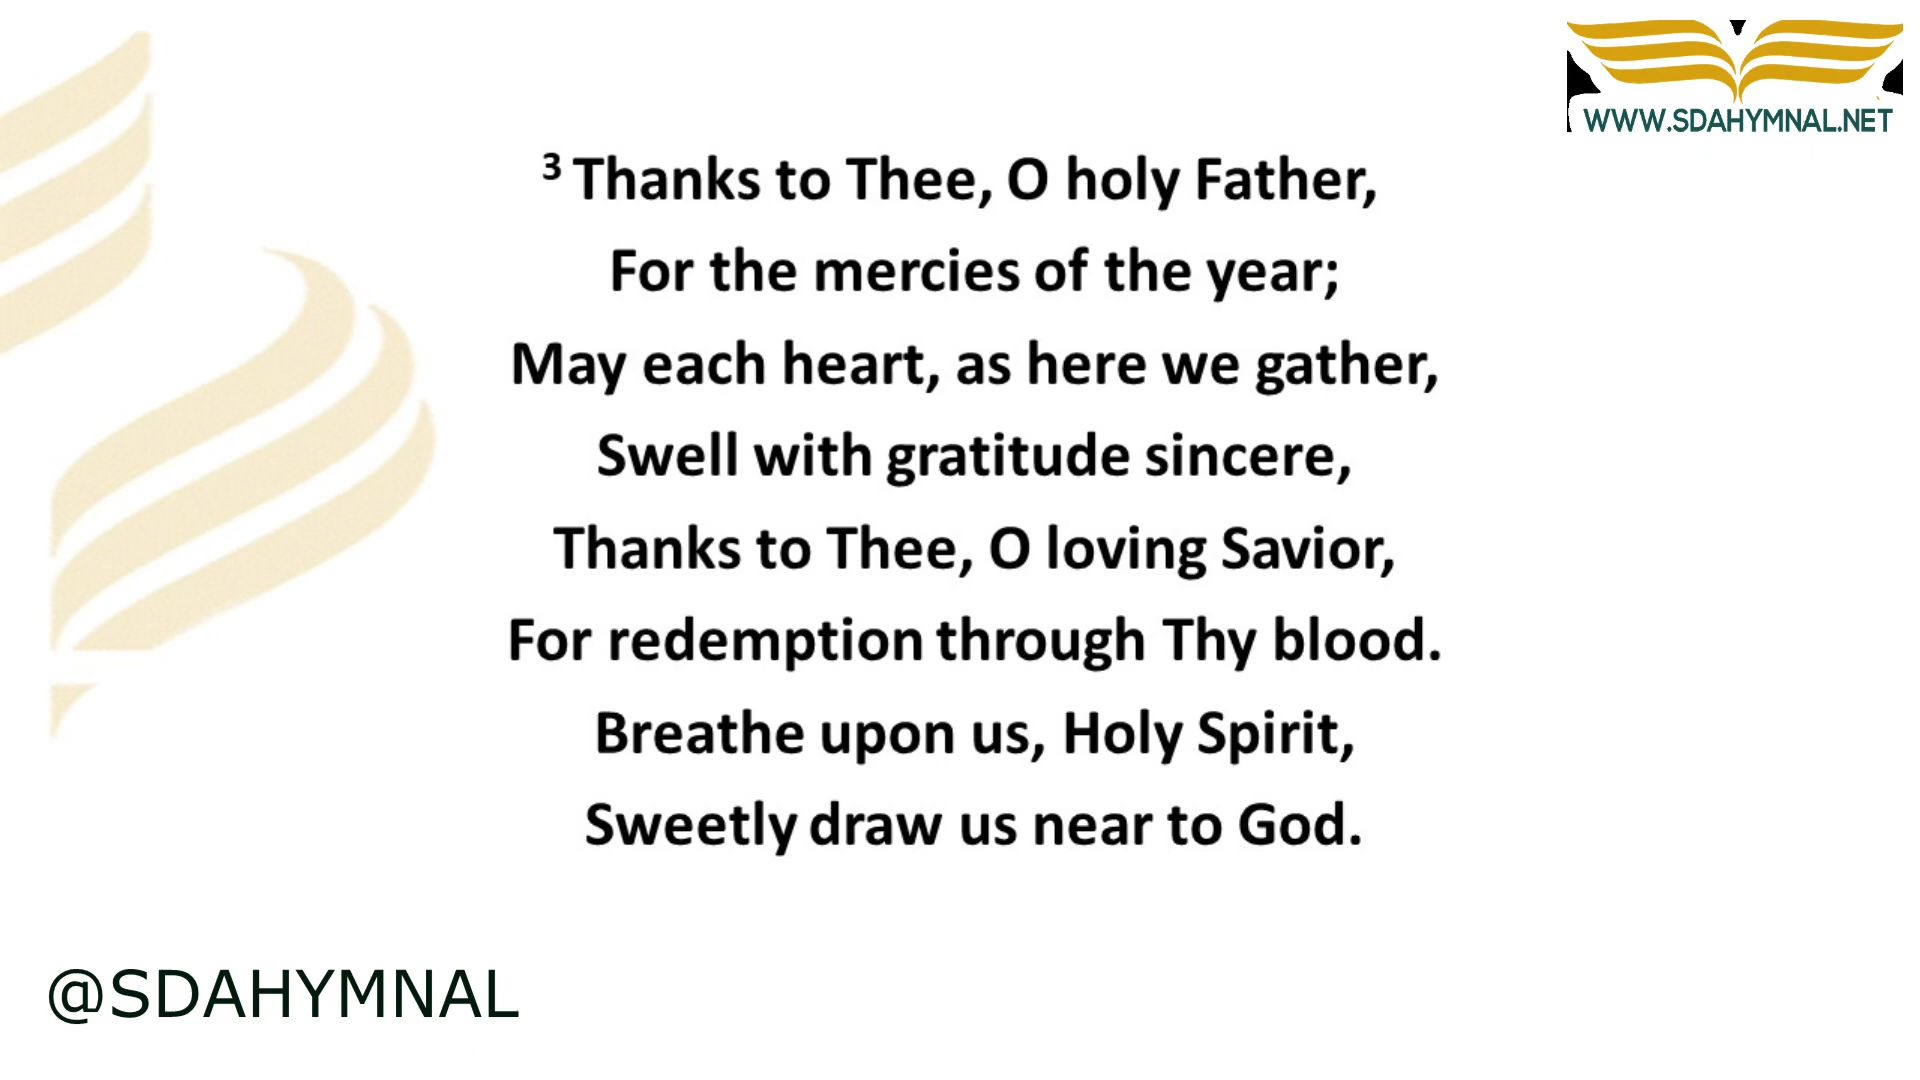 WWW.SDAHYMNAL.NET
3 Thanks to Thee, O holy Father,
For the mercies of the year;
May each heart, as here we gather,
Swell with gratitude sincere,
Thanks to Thee, O loving Savior,
For redemption through Thy blood.
Breathe upon us, Holy Spirit,
Sweetly draw us near to God.
@SDAHYMNAL